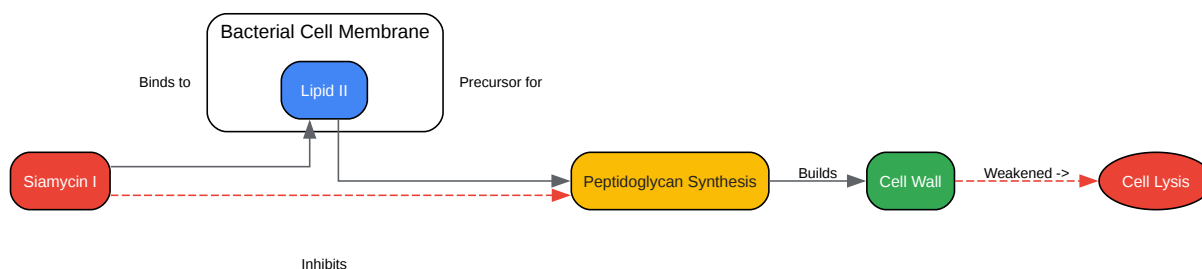 Bacterial Cell Membrane
Binds to
Lipid II
Precursor for
Siamycin I
Peptidoglycan Synthesis
Builds
Cell Wall
Weakened ->
Cell Lysis
Inhibits